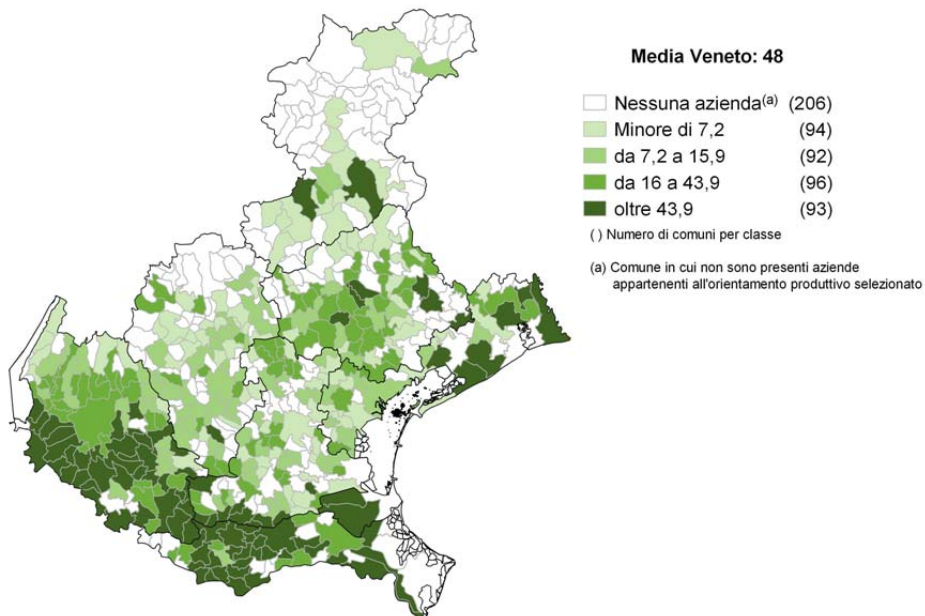 Media Veneto: 48
Nessuna azienda(a) (206)
Minore di 7,2 (94)
da 7,2 a 15,9 (92)
da 16 a 43,9 (96)
oltre 43,9 (93)
( ) Numero di comuni per classe
(a) Comune in cui non sono presenti aziende
appartenenti all'orientamento produttivo selezionato